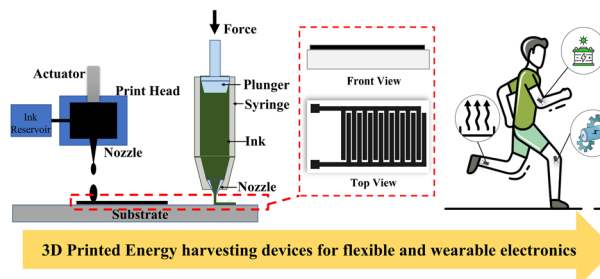 Force
Actuator
Print Head
Plunger
Syringe
Ink
Reservoir
Ink
Nozzle
Nozzle
Substrate
Front View
Top View
3D Printed Energy harvesting devices for flexible and wearable electronics